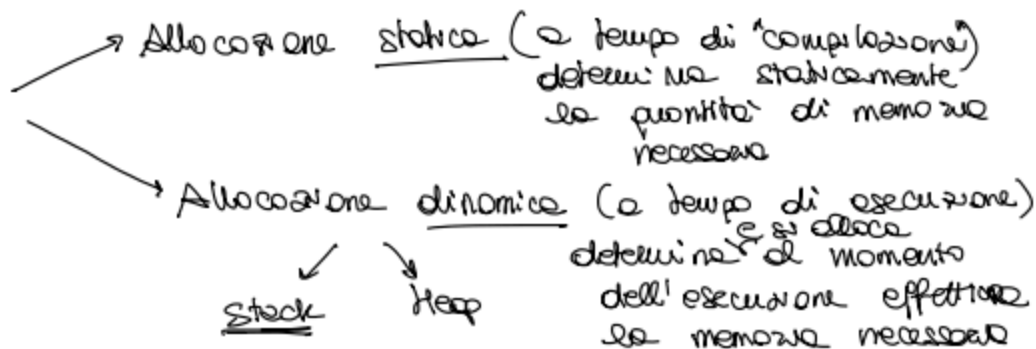 Allocazione statica (a tempo di "compilazione")
determina staticamente
la quantità di memoria
necessaria
Allocazione dinamica (a tempo di esecuzione)
e si alloca
determina al momento
dell'esecuzione effettiva
la memoria necessaria
Stack Heap